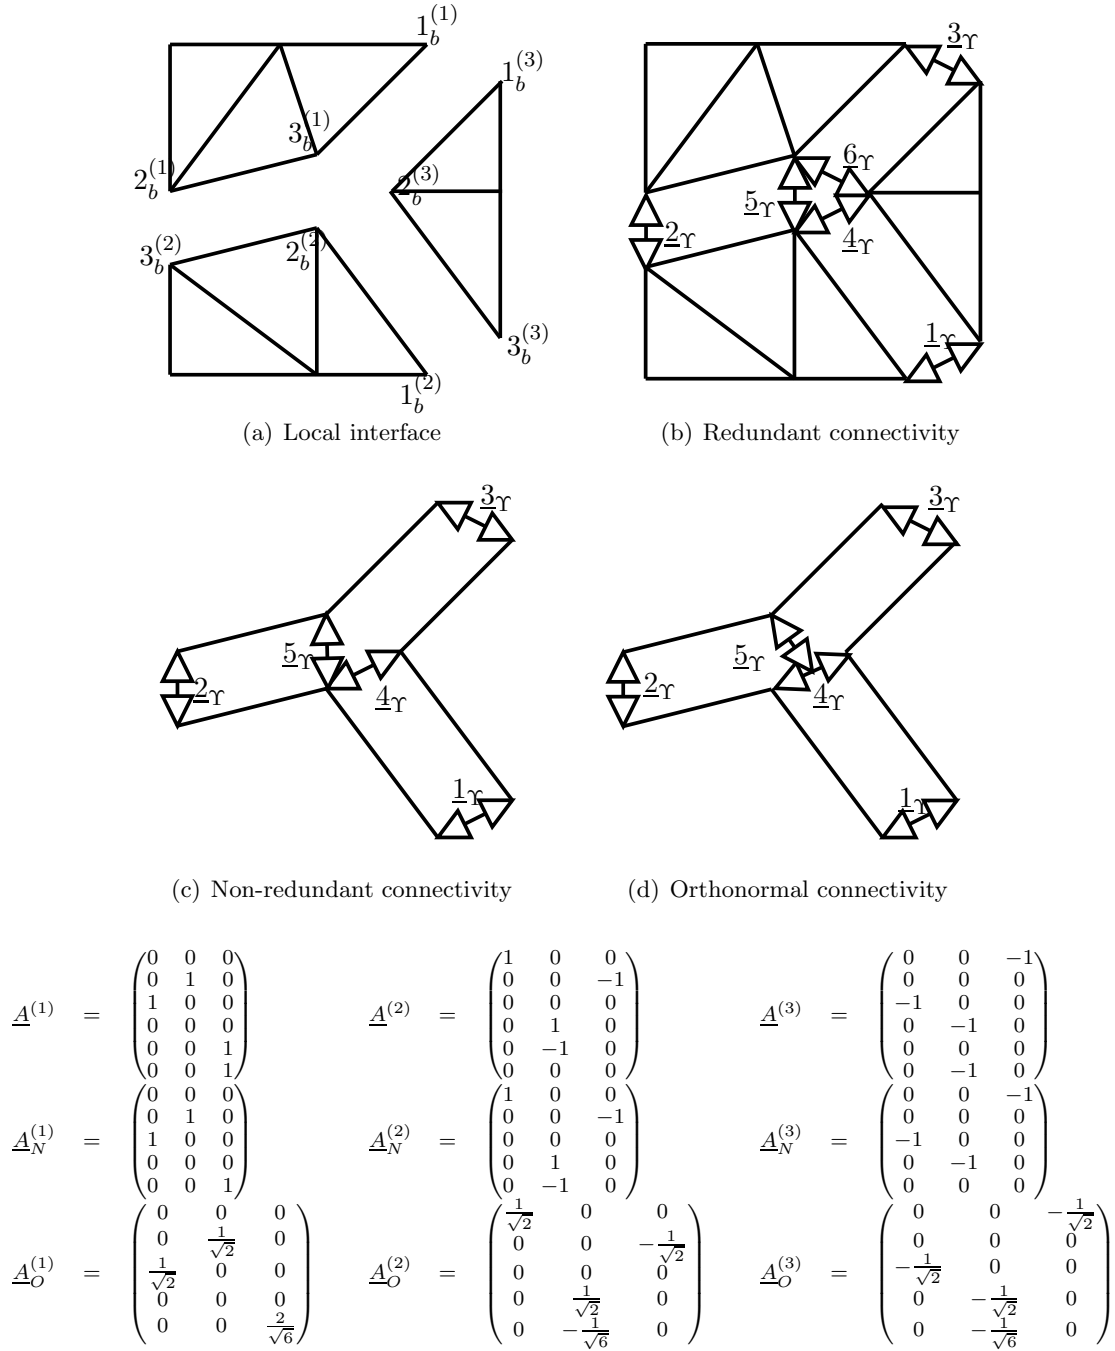 1_b^{(1)}
3_b^{(1)}
2_b^{(1)}
1_b^{(3)}
2_b^{(3)}
3_b^{(3)}
3_b^{(2)}
2_b^{(2)}
1_b^{(2)}
(a) Local interface
3_Υ
6_Υ
5_Υ
4_Υ
2_Υ
1_Υ
(b) Redundant connectivity
3_Υ
5_Υ
4_Υ
2_Υ
1_Υ
(c) Non-redundant connectivity
3_Υ
5_Υ
4_Υ
2_Υ
1_Υ
(d) Orthonormal connectivity
A^{(1)} =
0 0 0
0 1 0
1 0 0
0 0 0
0 0 1
0 0 1
A^{(2)} =
1 0 0
0 0 −1
0 0 0
0 1 0
0 −1 0
0 0 0
A^{(3)} =
0 0 −1
0 0 0
−1 0 0
0 −1 0
0 0 0
0 −1 0
A_N^{(1)} =
0 0 0
0 1 0
1 0 0
0 0 0
0 0 1
A_N^{(2)} =
1 0 0
0 0 −1
0 0 0
0 1 0
0 −1 0
A_N^{(3)} =
0 0 −1
0 0 0
−1 0 0
0 −1 0
0 0 0
A_O^{(1)} =
0 0 0
0 1/√2 0
1/√2 0 0
0 0 0
0 0 2/√6
A_O^{(2)} =
1/√2 0 0
0 0 −1/√2
0 0 0
0 1/√2 0
0 −1/√6 0
A_O^{(3)} =
0 0 −1/√2
0 0 0
−1/√2 0 0
0 −1/√2 0
0 −1/√6 0